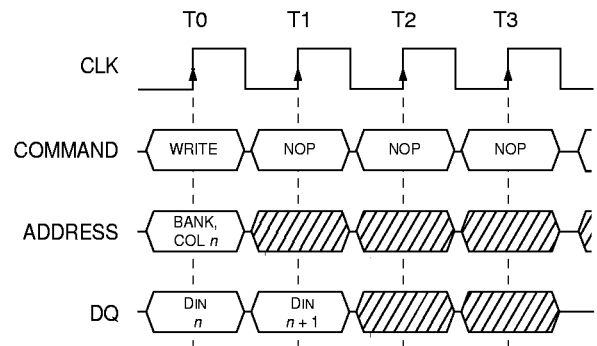 T0 T1 T2 T3
CLK
COMMAND WRITE NOP NOP NOP
ADDRESS BANK,
COL n
DQ DIN DIN
n n + 1